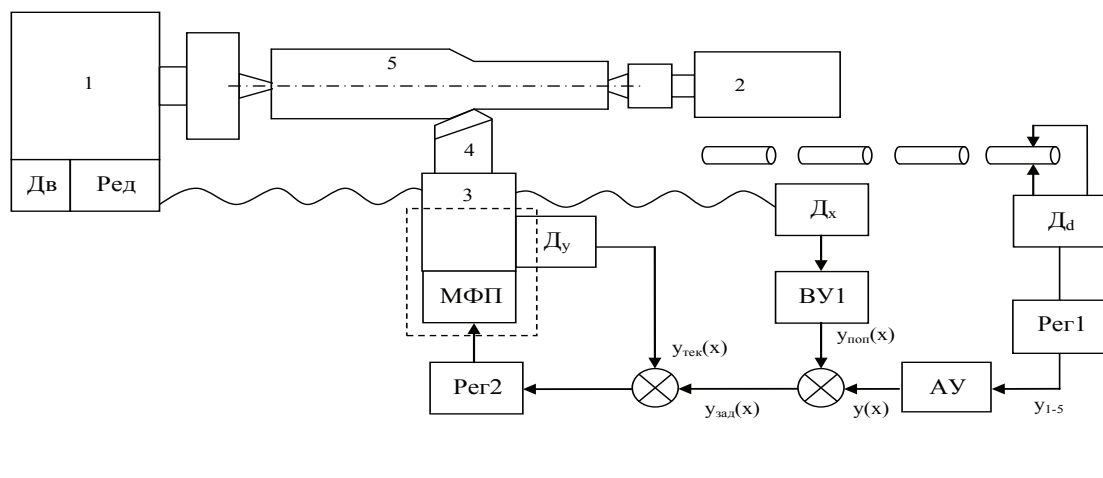 1
5
2
4
Дв
Ред
3
Дх
Дd
Ду
МФП
ВУ1
Рег1
yпоп(x)
yтек(x)
Рег2
АУ
yзад(x)
y(x)
y1-5